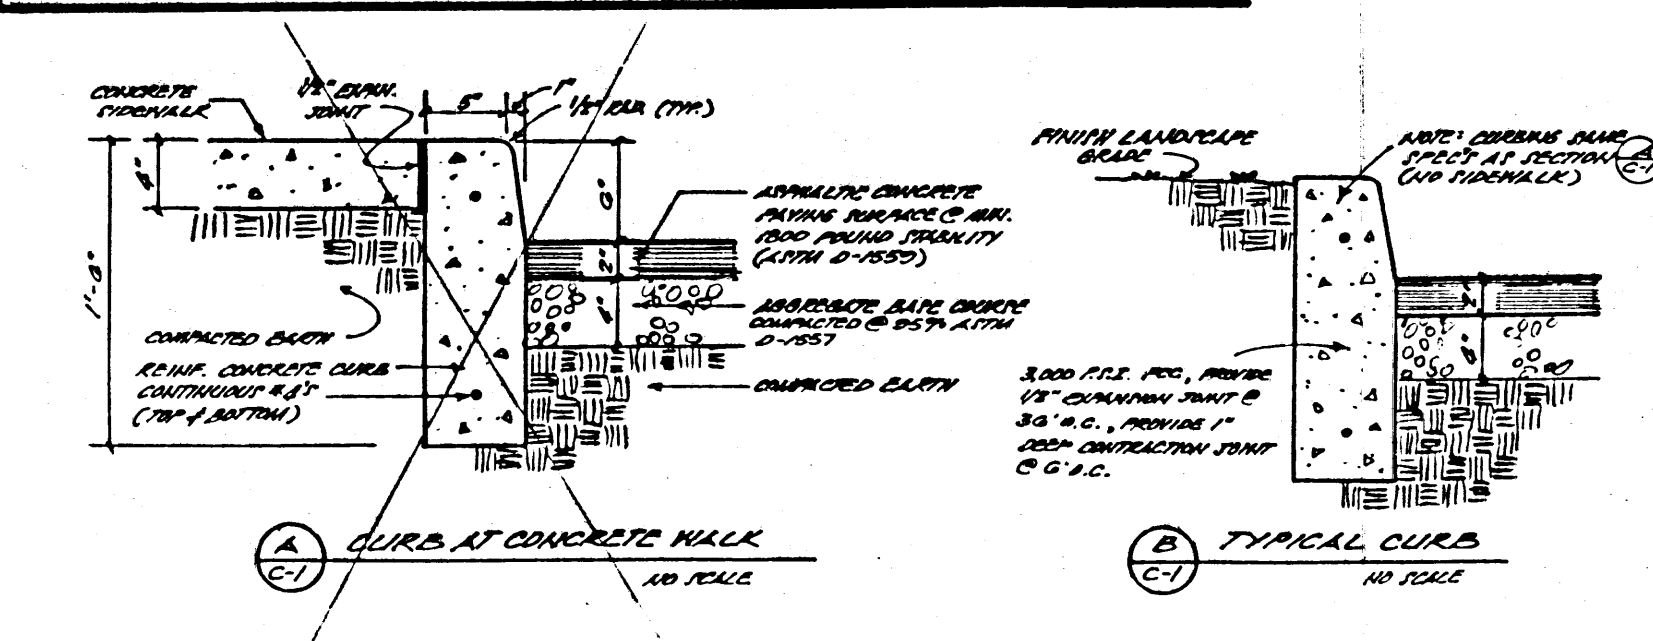 CONCRETE
SIDEWALK
1/2" EXPAN.
JOINT
5"
1"
1/2" RAD. (TYP.)
4"
6"
1'-6"
2"
4"
ASPHALTIC CONCRETE
PAVING SURFACE @ MIN.
1800 POUND STABILITY
(ASTM D-1559)
AGGREGATE BASE COURSE
COMPACTED @ 95% ASTM
D-1557
COMPACTED EARTH
COMPACTED EARTH
REINF. CONCRETE CURB
CONTINUOUS
(TOP & BOTTOM)
A
C-1
CURB AT CONCRETE WALK
NO SCALE
FINISH LANDSCAPE
GRADE
NOTE: CURBING SAME
SPEC'S AS SECTION A
C-1
(NO SIDEWALK)
2"
4"
3,000 P.S.I. PCC, PROVIDE
1/2" EXPANSION JOINT @
36' O.C., PROVIDE 1"
DEEP CONTRACTION JOINT
@ 6' O.C.
B
C-1
TYPICAL CURB
NO SCALE